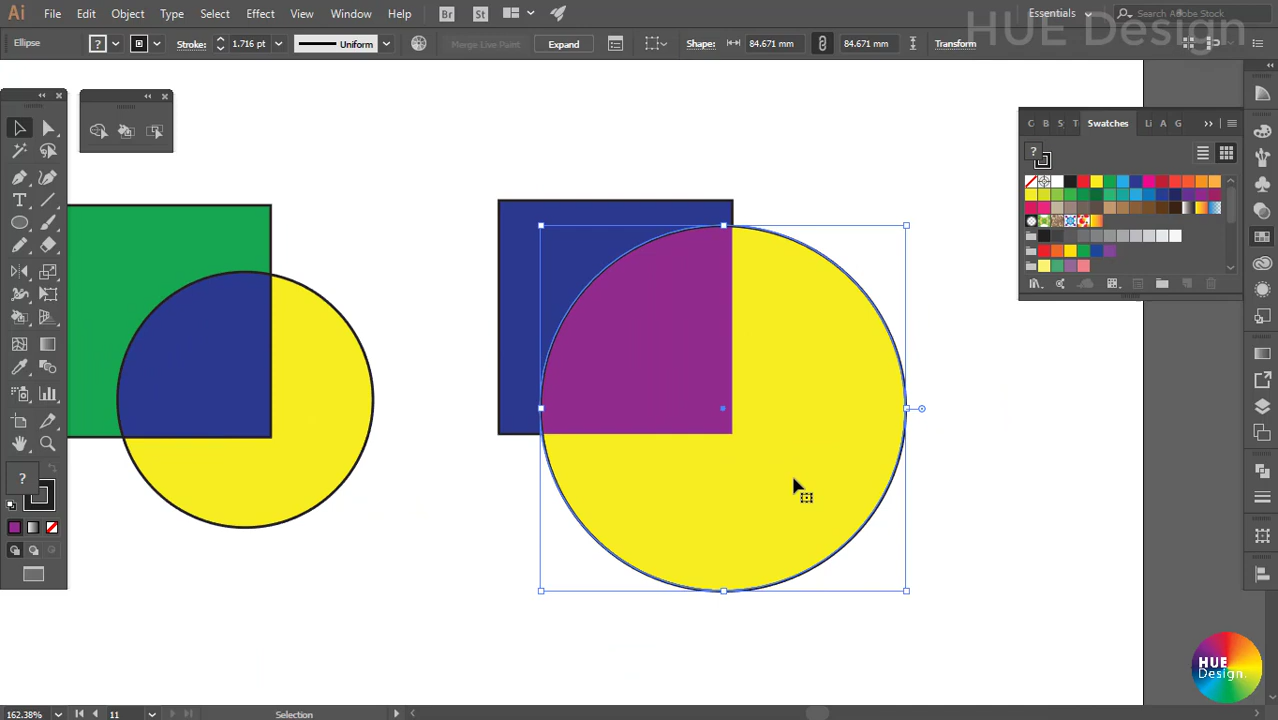 Ai File Edit Object Type Select Effect View Window Help Br St Essentials Search Adobe Stock
HUE Design
Ellipse ? Stroke: 1.716 pt Uniform Merge Live Paint Expand Shape: 84.671 mm 84.671 mm Transform
C B S T Swatches Li A G
?
?
HUE
Design.
162.38% 11 Selection